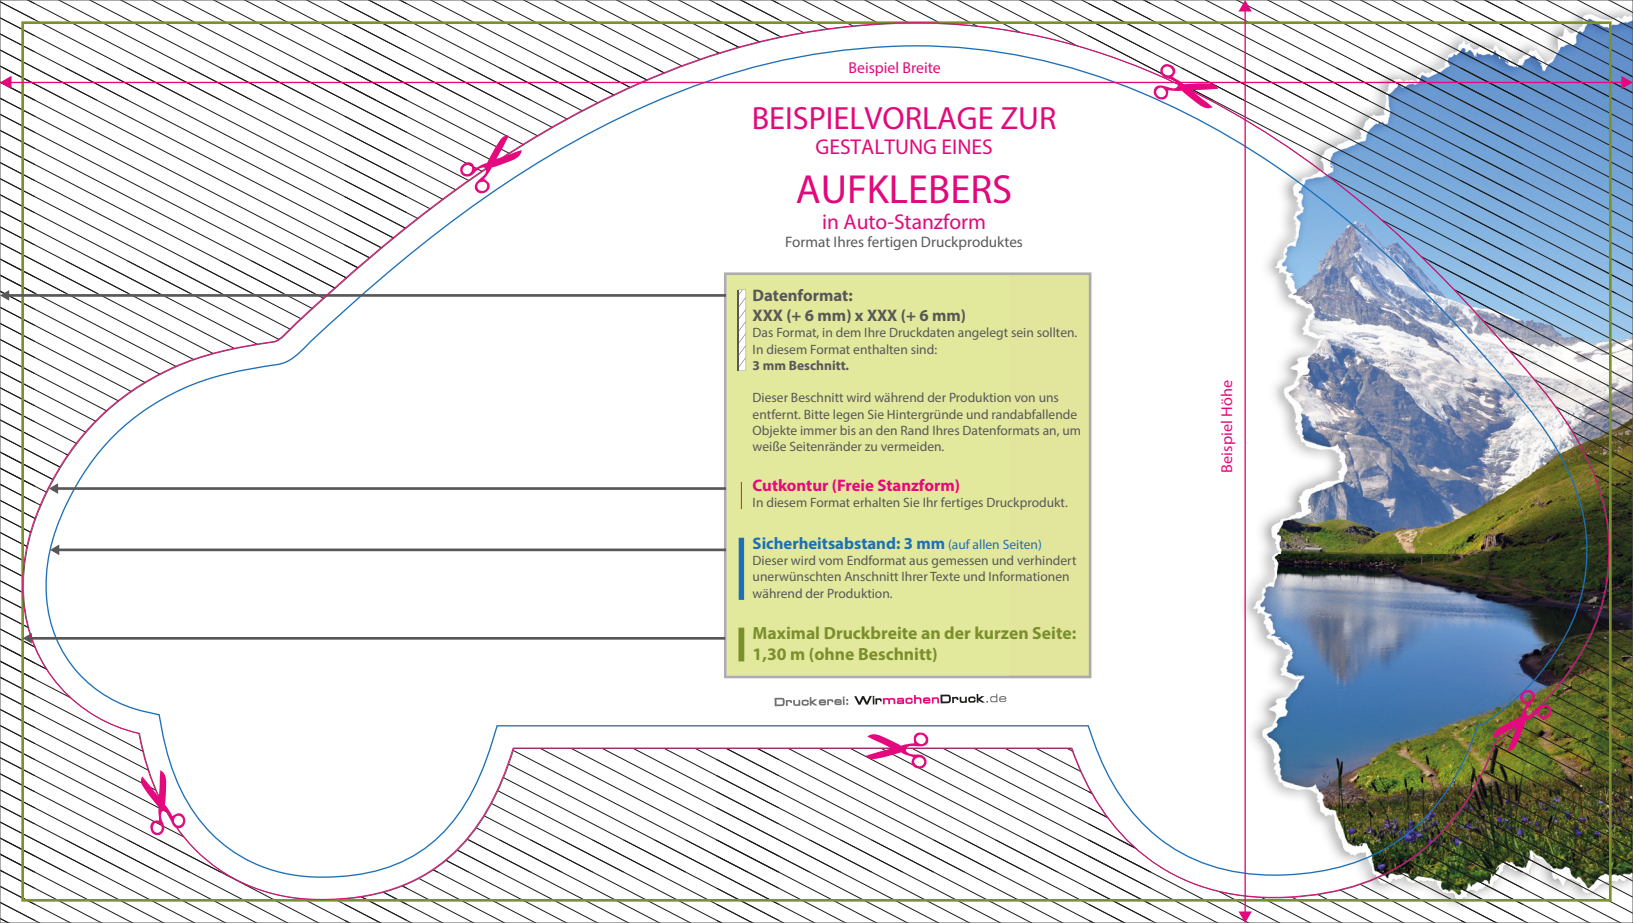 Beispiel Breite
BEISPIELVORLAGE ZUR
GESTALTUNG EINES
AUFKLEBERS
in Auto-Stanzform
Format Ihres fertigen Druckproduktes
Datenformat:
XXX (+ 6 mm) x XXX (+ 6 mm)
Das Format, in dem Ihre Druckdaten angelegt sein sollten.
In diesem Format enthalten sind:
3 mm Beschnitt.
Dieser Beschnitt wird während der Produktion von uns
entfernt. Bitte legen Sie Hintergründe und randabfallende
Objekte immer bis an den Rand Ihres Datenformats an, um
weiße Seitenränder zu vermeiden.
Cutkontur (Freie Stanzform)
In diesem Format erhalten Sie Ihr fertiges Druckprodukt.
Sicherheitsabstand: 3 mm (auf allen Seiten)
Dieser wird vom Endformat aus gemessen und verhindert
unerwünschten Anschnitt Ihrer Texte und Informationen
während der Produktion.
Maximal Druckbreite an der kurzen Seite:
1,30 m (ohne Beschnitt)
Druckerei: WirmachenDruck.de
Beispiel Höhe